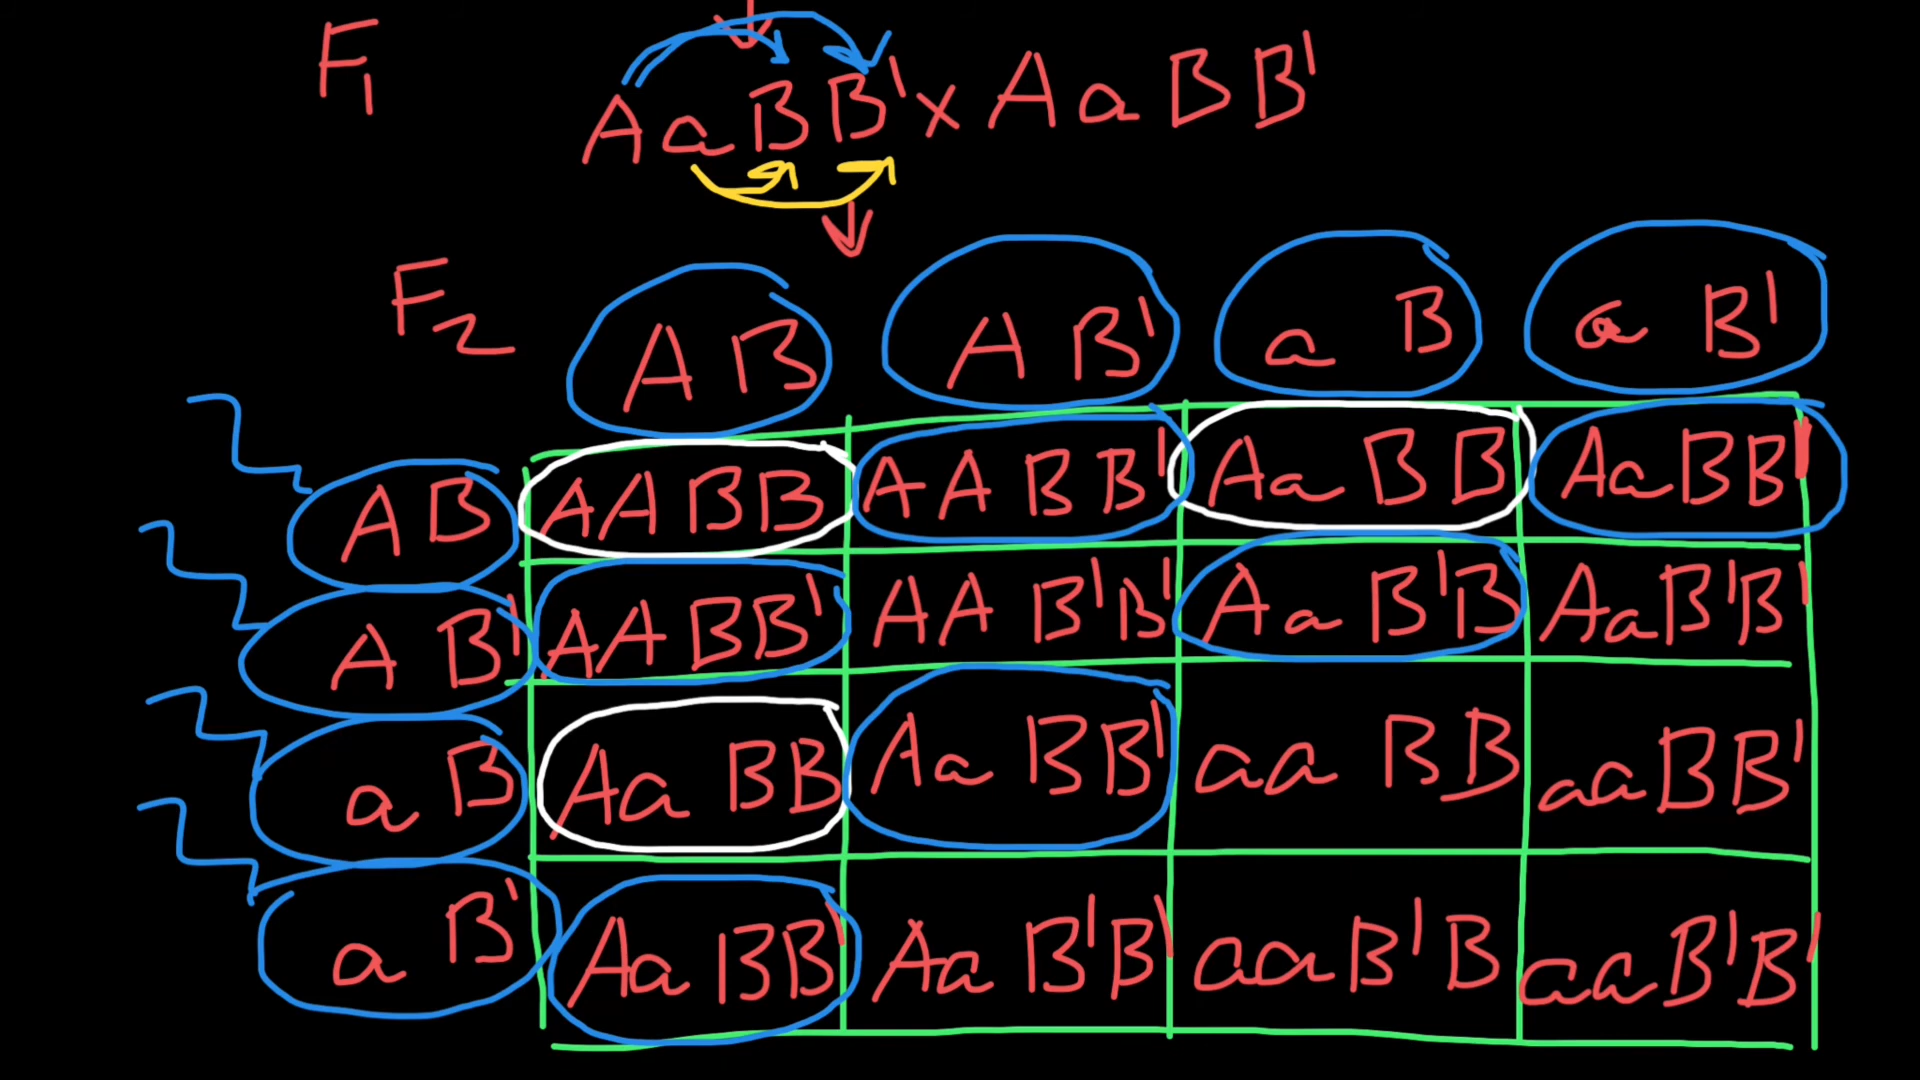 F₁
AaBB' x AaBB'
F₂
AB AB' aB aB'
AB AABB AABB' AaBB AaBB'
AB' AABB' AAB'B' AaB'B AaB'B'
aB AaBB AaBB' aaBB aaBB'
aB' AaBB' AaB'B' aaB'B aaB'B'